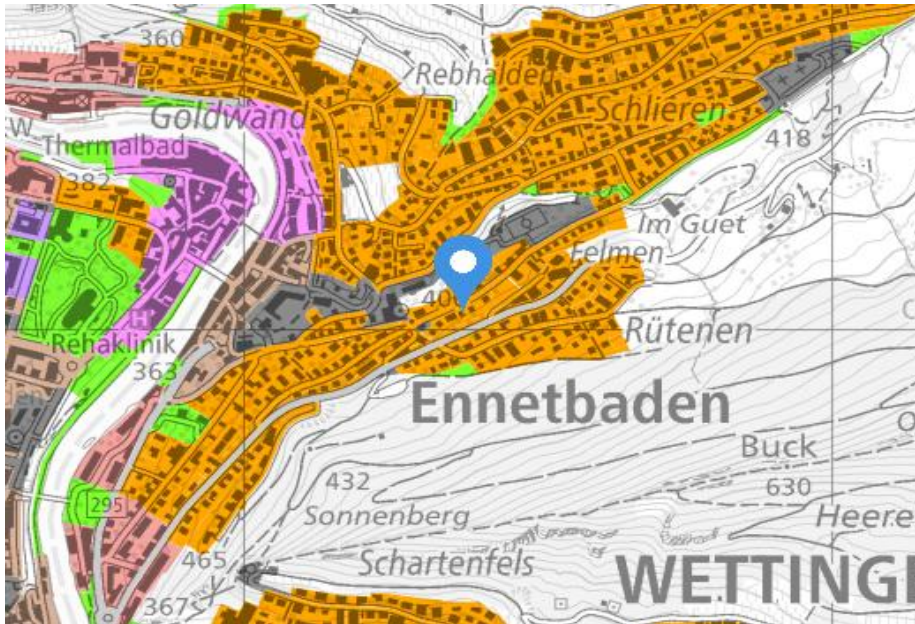 360
Rebhalden
Goldwand
Schlieren
W
Thermalbad
418
382
Im Guet
Felmen
40
H
Rütenen
Rehaklinik
363
Ennetbaden
Buck
432
630
295
Sonnenberg
Heere
465
Schartenfels
WETTING
367